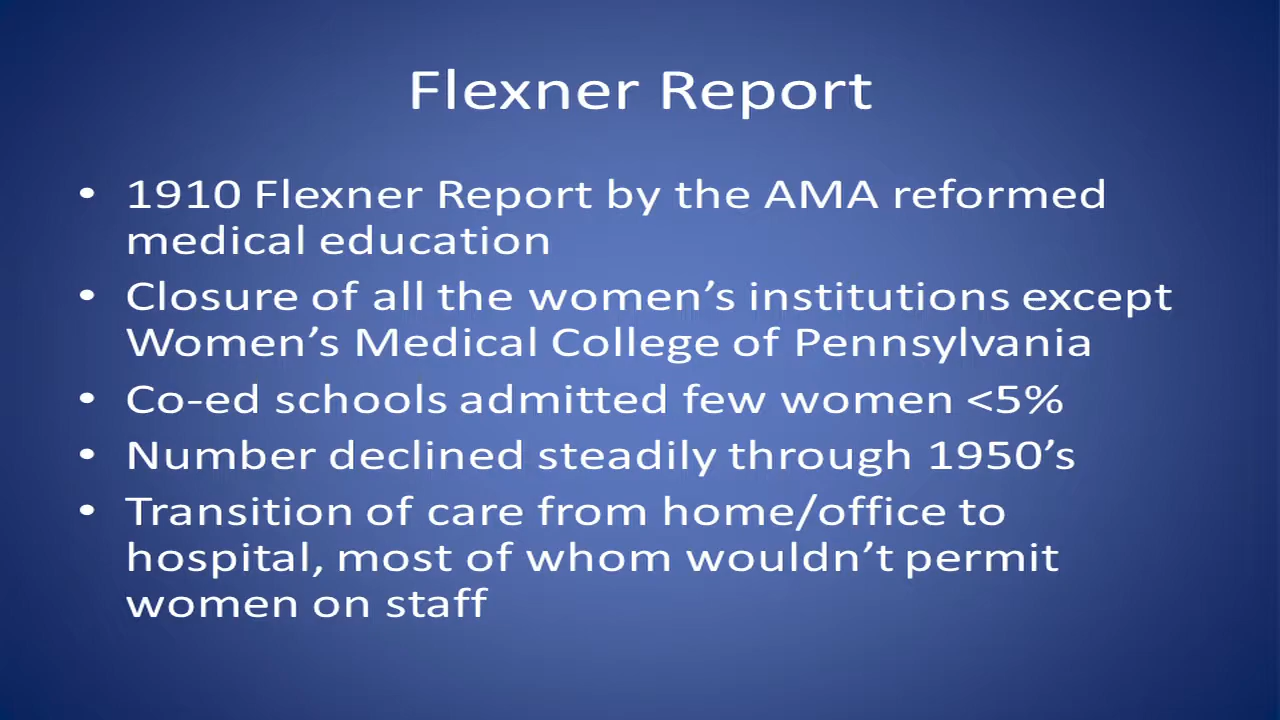 Flexner Report
• 1910 Flexner Report by the AMA reformed
medical education
• Closure of all the women’s institutions except
Women’s Medical College of Pennsylvania
• Co-ed schools admitted few women <5%
• Number declined steadily through 1950’s
• Transition of care from home/office to
hospital, most of whom wouldn’t permit
women on staff